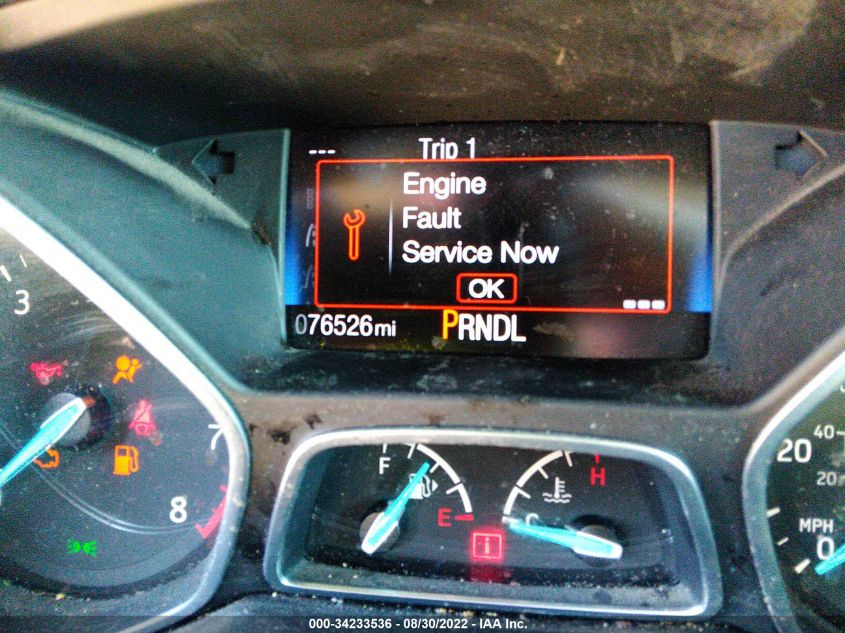 --- Trip 1
Engine
Fault
Service Now
OK
076526mi PRNDL
3
7
8
F
E
H
C
20
40
20
MPH
0
000-34233536 - 08/30/2022 - IAA Inc.